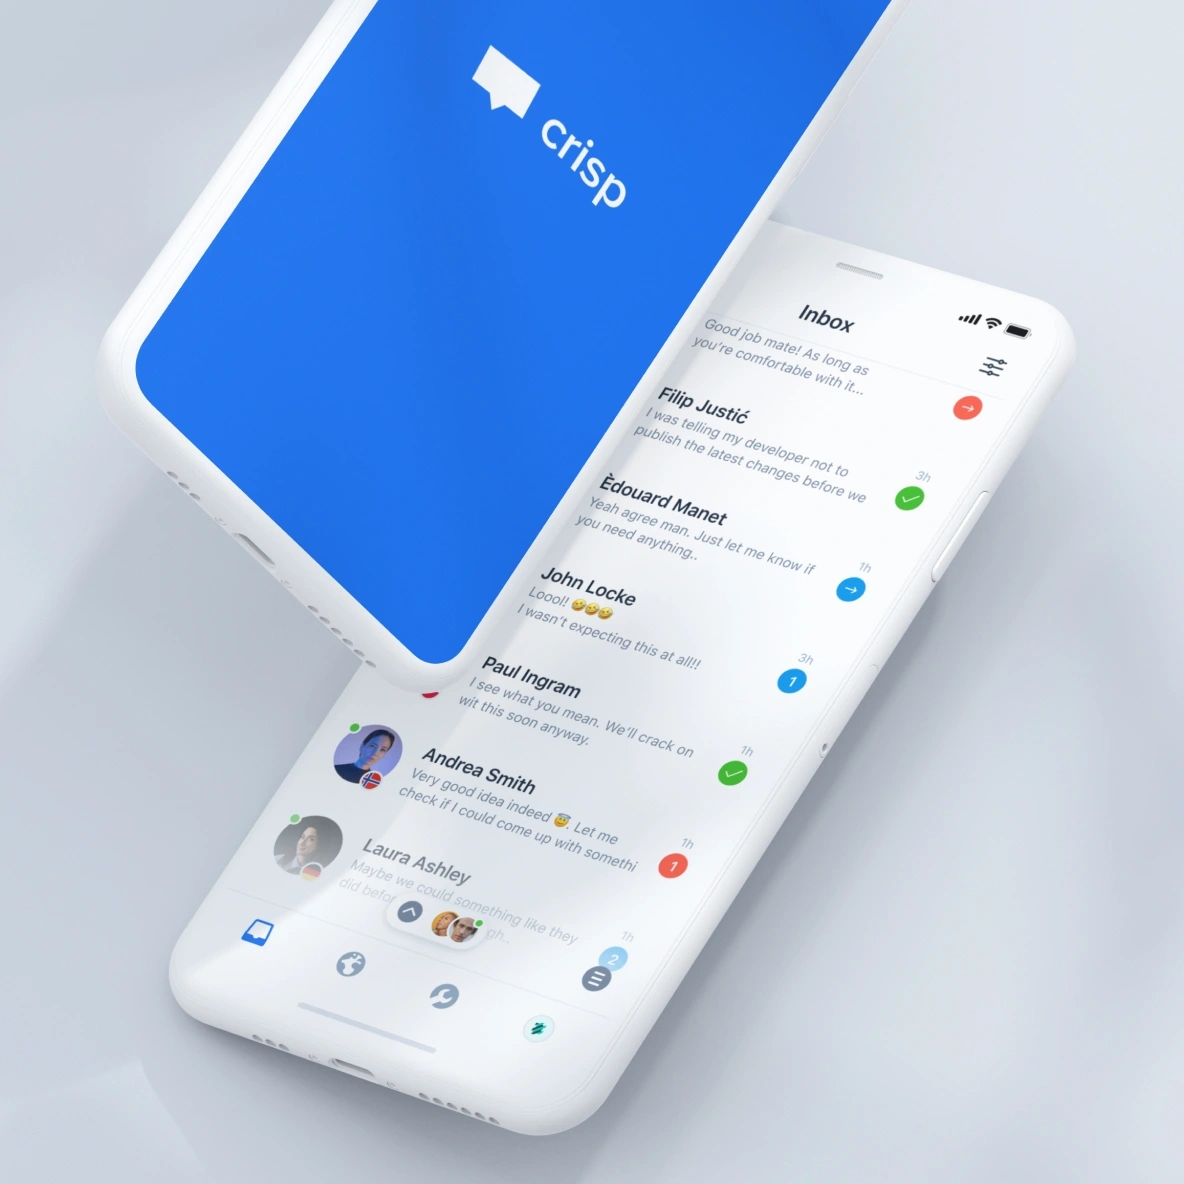 crisp
Inbox
Good job mate! As long as
you're comfortable with it...
Filip Justić
I was telling my developer not to
publish the latest changes before we
3h
Èdouard Manet
Yeah agree man. Just let me know if
you need anything..
1h
John Locke
Loool! 🤣🤣🤣
I wasn't expecting this at all!!
3h
1
Paul Ingram
I see what you mean. We'll crack on
wit this soon anyway.
1h
Andrea Smith
Very good idea indeed 😇. Let me
check if I could come up with somethi
1h
1
Laura Ashley
Maybe we could something like they
did befor
gh..
1h
2